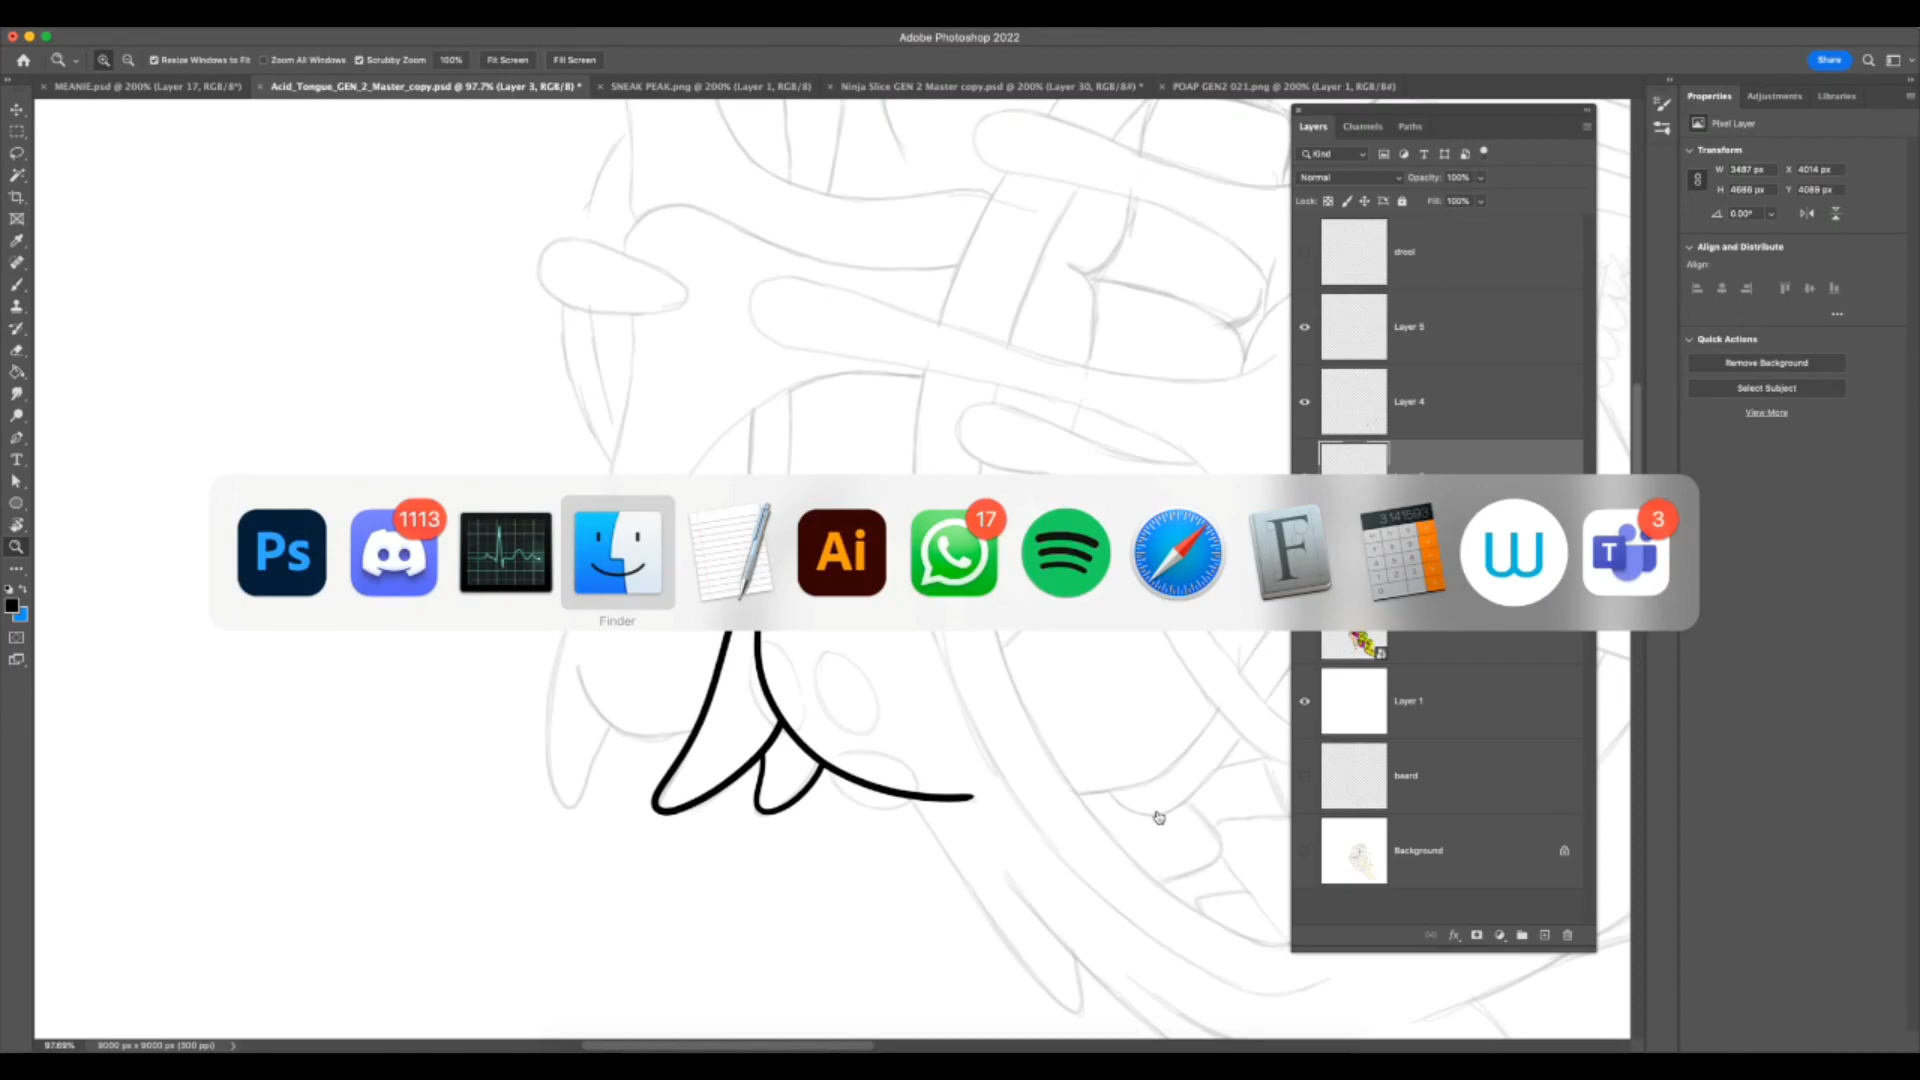 Adobe Photoshop 2022
Resize Windows to Fit
Zoom All Windows
Scrubby Zoom
100%
Fit Screen
Fill Screen
Share
MEANIE.psd @ 200% (Layer 17, RGB/8*)
Acid_Tongue_GEN_2_Master_copy.psd @ 97.7% (Layer 3, RGB/8) *
SNEAK PEAK.png @ 200% (Layer 1, RGB/8)
Ninja Slice GEN 2 Master copy.psd @ 200% (Layer 30, RGB/8#) *
POAP GEN2 021.png @ 200% (Layer 1, RGB/8#)
Layers
Channels
Paths
Kind
Normal
Opacity: 100%
Lock:
Fill: 100%
drool
Layer 5
Layer 4
Layer 1
beard
Background
Properties
Adjustments
Libraries
Pixel Layer
Transform
W 3487 px
X 4014 px
H 4686 px
Y 4089 px
0.00°
Align and Distribute
Align:
Quick Actions
Remove Background
Select Subject
View More
Ps
1113
Ai
17
F
3.141593
W
T
3
Finder
97.69%
9000 px x 9000 px (300 ppi)